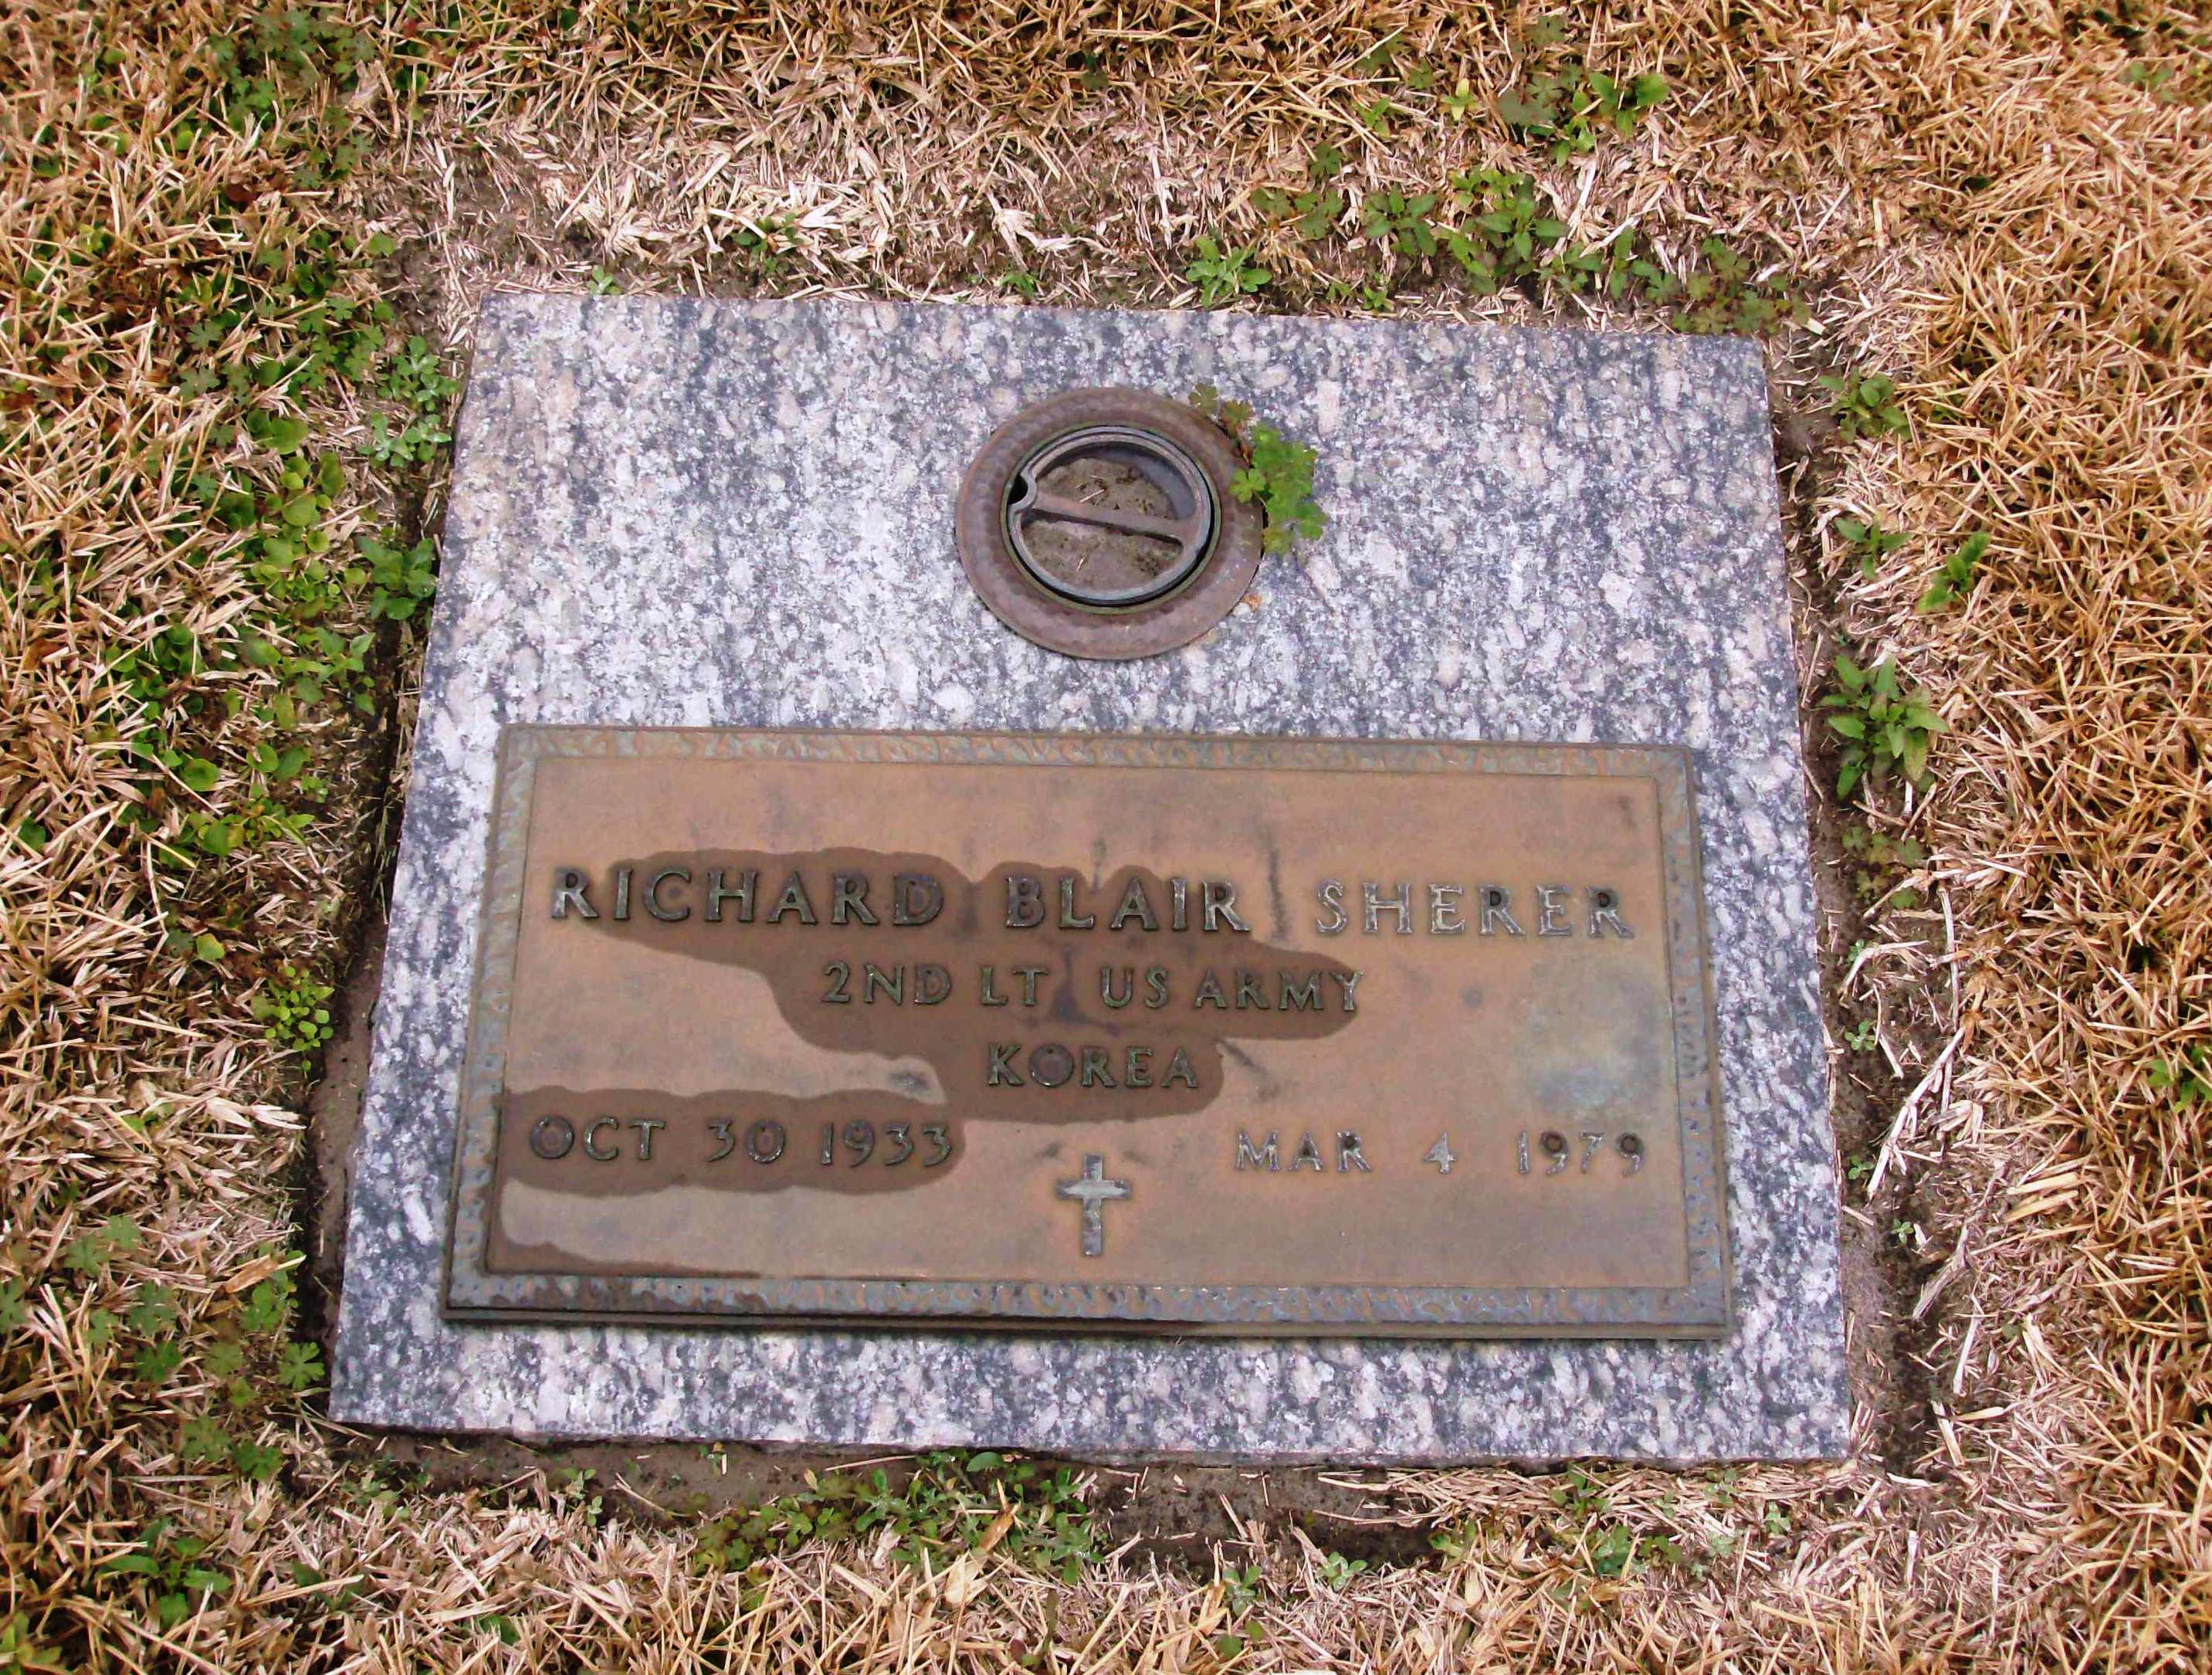 RICHARD BLAIR SHERER
2ND LT US ARMY
KOREA
OCT 30 1933 MAR 4 1979